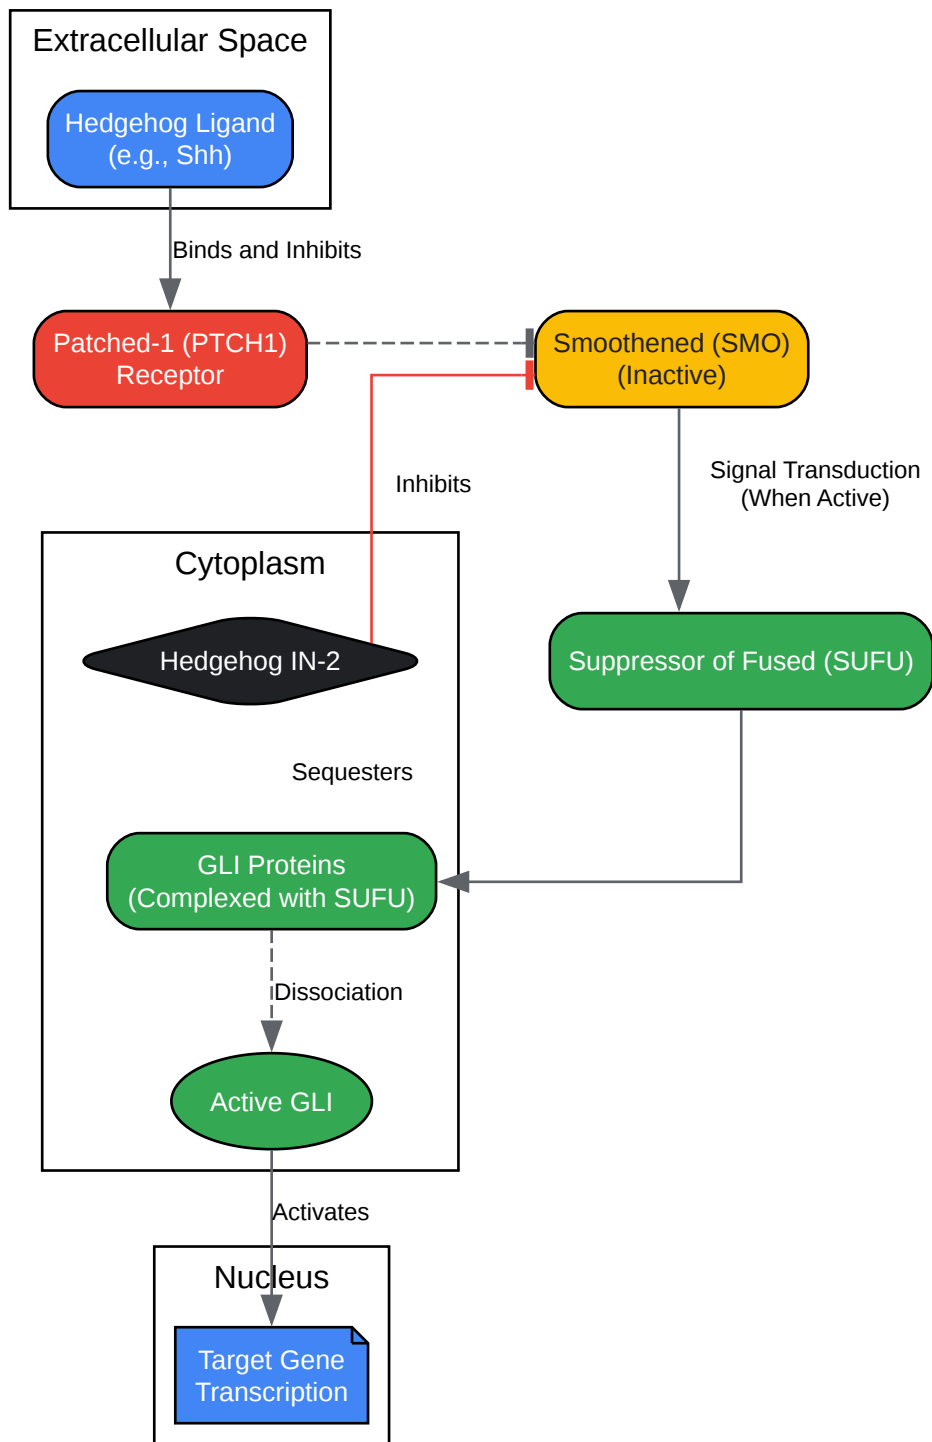 Extracellular Space
Hedgehog Ligand
(e.g., Shh)
Binds and Inhibits
Patched-1 (PTCH1)
Receptor
Smoothened (SMO)
(Inactive)
Signal Transduction
(When Active)
Inhibits
Cytoplasm
Hedgehog IN-2
Suppressor of Fused (SUFU)
Sequesters
GLI Proteins
(Complexed with SUFU)
Dissociation
Active GLI
Activates
Nucleus
Target Gene
Transcription